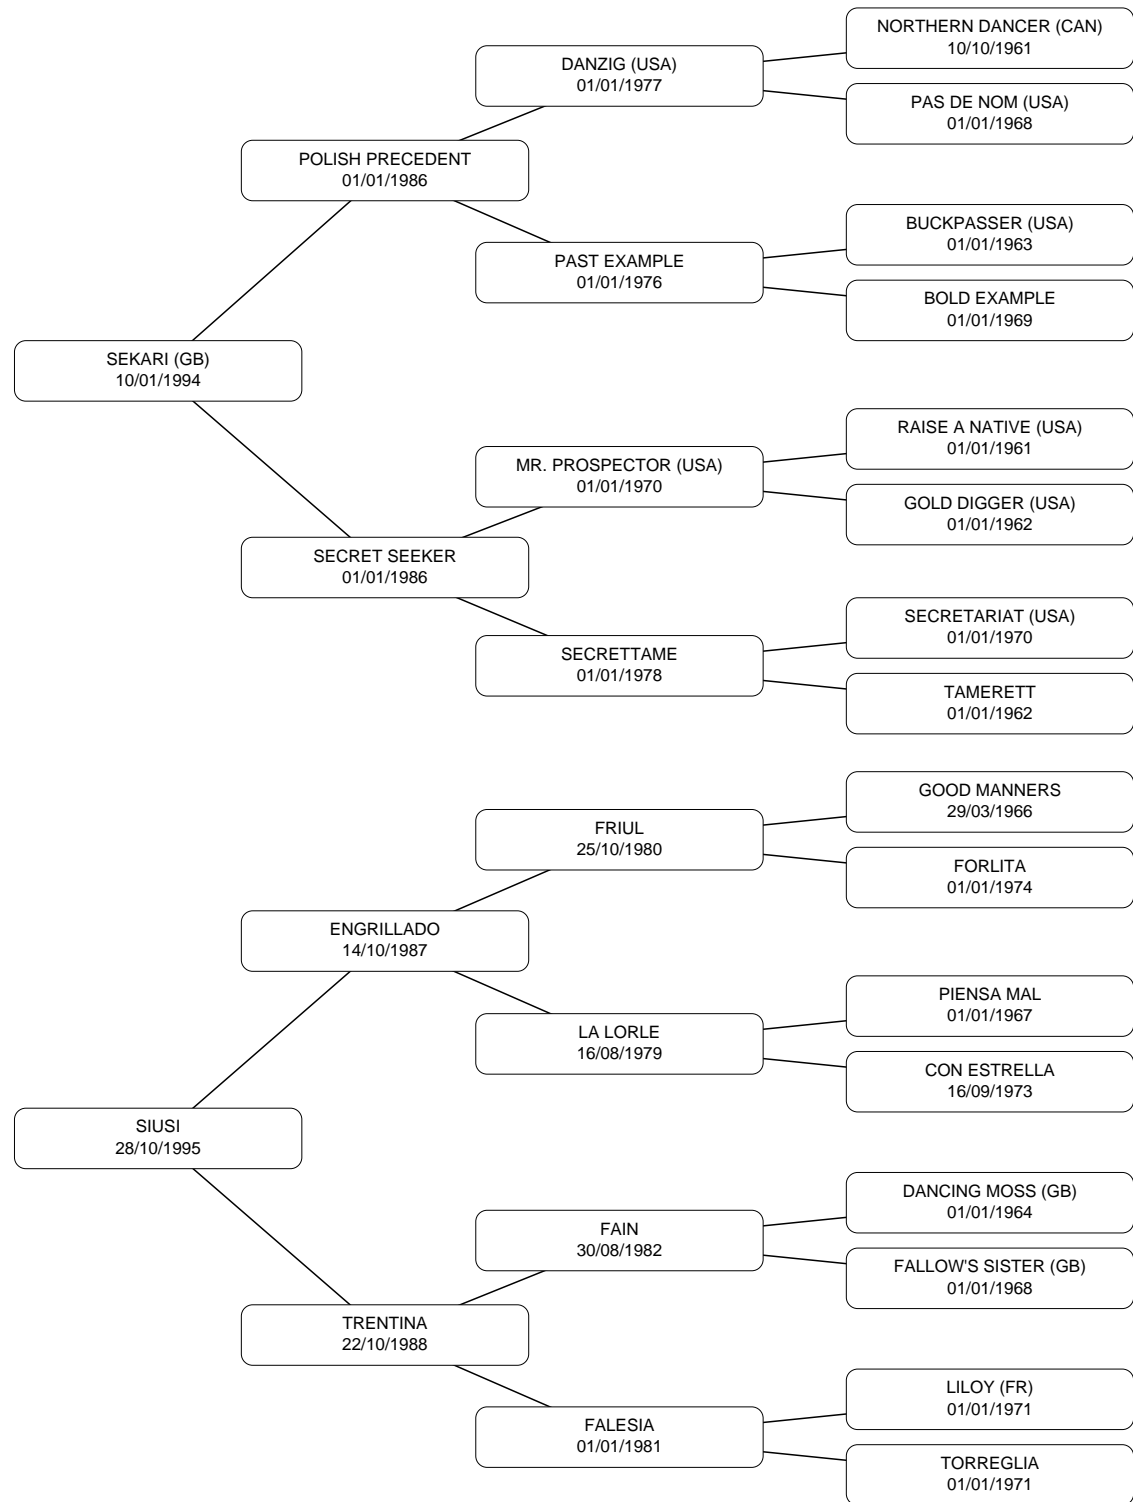 NORTHERN DANCER (CAN)
10/10/1961
DANZIG (USA)
01/01/1977
PAS DE NOM (USA)
01/01/1968
POLISH PRECEDENT
01/01/1986
BUCKPASSER (USA)
01/01/1963
PAST EXAMPLE
01/01/1976
BOLD EXAMPLE
01/01/1969
SEKARI (GB)
10/01/1994
RAISE A NATIVE (USA)
01/01/1961
MR. PROSPECTOR (USA)
01/01/1970
GOLD DIGGER (USA)
01/01/1962
SECRET SEEKER
01/01/1986
SECRETARIAT (USA)
01/01/1970
SECRETTAME
01/01/1978
TAMERETT
01/01/1962
GOOD MANNERS
29/03/1966
FRIUL
25/10/1980
FORLITA
01/01/1974
ENGRILLADO
14/10/1987
PIENSA MAL
01/01/1967
LA LORLE
16/08/1979
CON ESTRELLA
16/09/1973
SIUSI
28/10/1995
DANCING MOSS (GB)
01/01/1964
FAIN
30/08/1982
FALLOW'S SISTER (GB)
01/01/1968
TRENTINA
22/10/1988
LILOY (FR)
01/01/1971
FALESIA
01/01/1981
TORREGLIA
01/01/1971